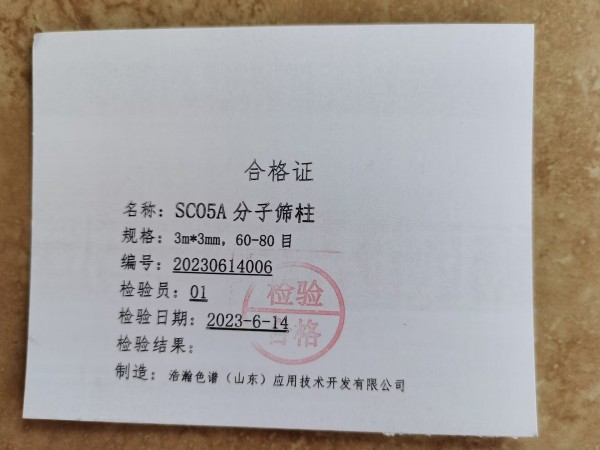 合格证
名称：SC05A 分子筛柱
规格：3m*3mm，60-80 目
编号：20230614006
检验员：01
检验日期：2023-6-14
检验结果：
检验
合格
制造：浩瀚色谱（山东）应用技术开发有限公司